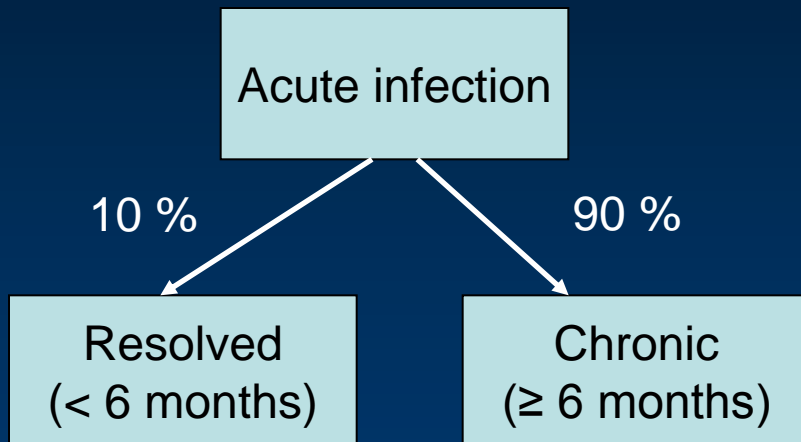 Acute infection
10 %
90 %
Resolved
(< 6 months)
Chronic
(≥ 6 months)